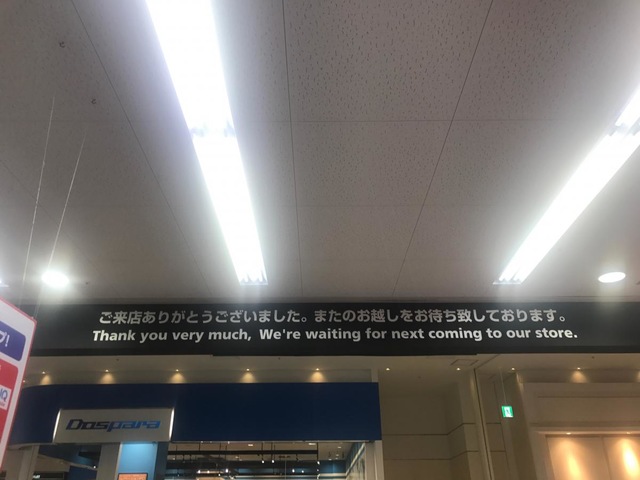 ご来店ありがとうございました。またのお越しをお待ち致しております。
Thank you very much, We're waiting for next coming to our store.
Dospara